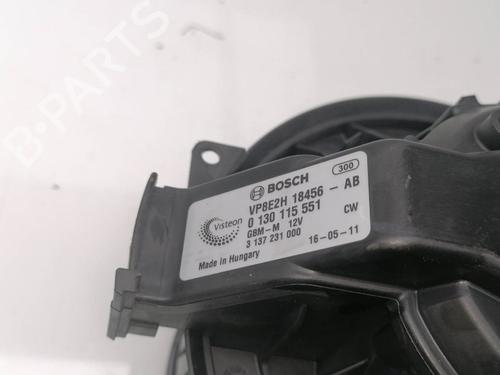 B-PARTS
BOSCH
300
VP8E2H 18456 - AB
0 130 115 551
CW
GBM-M 12V
3 137 231 000
16-05-11
Visteon
Made in Hungary